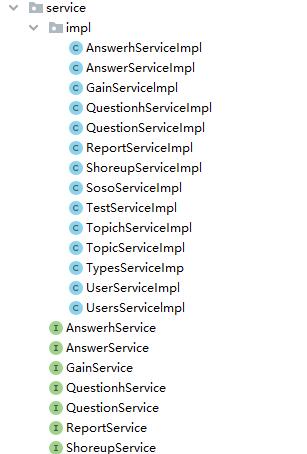 service
impl
AnswerhServiceImpl
AnswerServiceImpl
GainServiceImpl
QuestionhServiceImpl
QuestionServiceImpl
ReportServiceImpl
ShoreupServiceImpl
SosoServiceImpl
TestServiceImpl
TopichServiceImpl
TopicServiceImpl
TypesServiceImp
UserServiceImpl
UsersServiceImpl
AnswerhService
AnswerService
GainService
QuestionhService
QuestionService
ReportService
ShoreupService